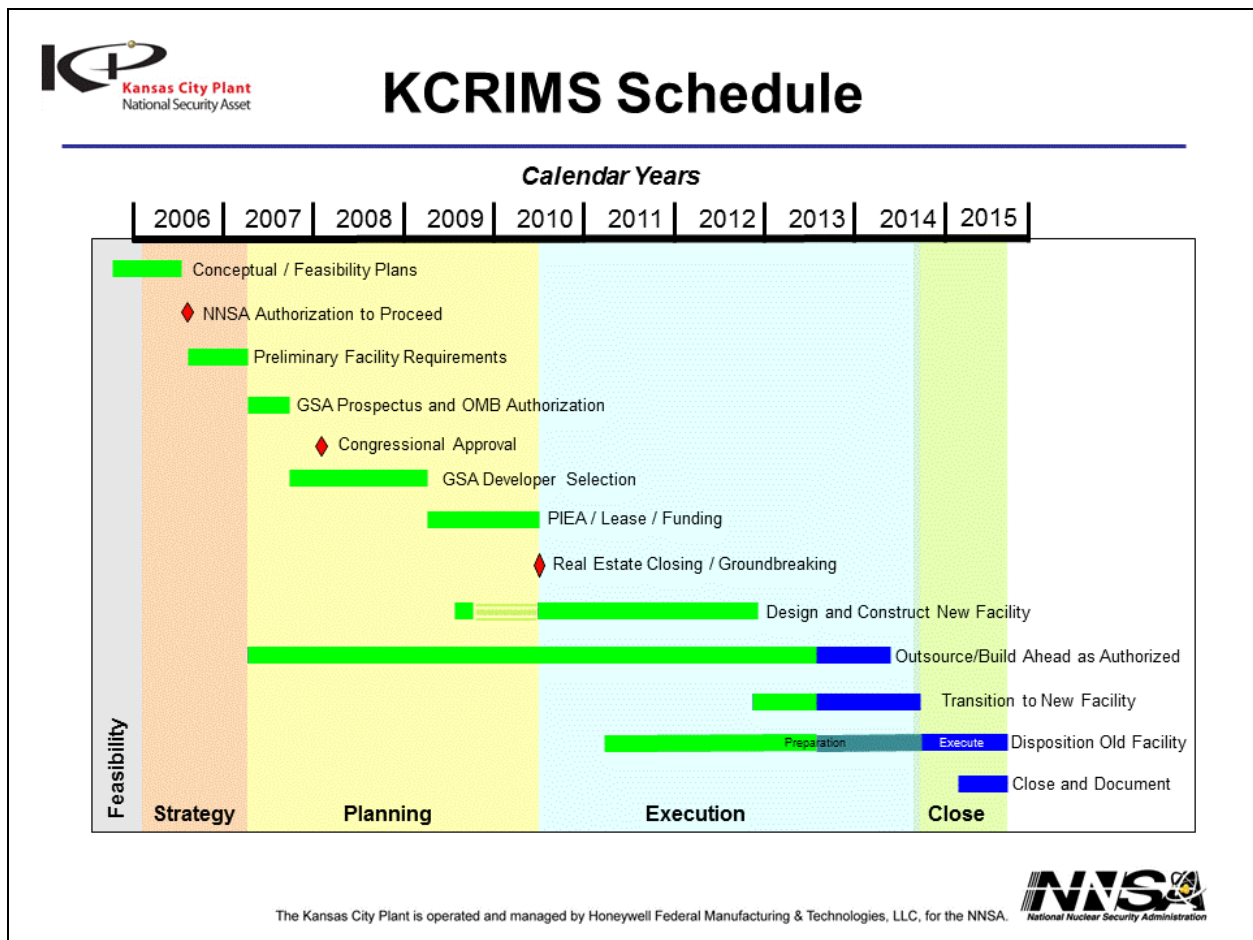 Kansas City Plant
National Security Asset
KCRIMS Schedule
Calendar Years
2006 2007 2008 2009 2010 2011 2012 2013 2014 2015
Conceptual / Feasibility Plans
NNSA Authorization to Proceed
Preliminary Facility Requirements
GSA Prospectus and OMB Authorization
Congressional Approval
GSA Developer Selection
PIEA / Lease / Funding
Real Estate Closing / Groundbreaking
Design and Construct New Facility
Outsource/Build Ahead as Authorized
Transition to New Facility
Preparation Execute Disposition Old Facility
Close and Document
Feasibility
Strategy Planning Execution Close
The Kansas City Plant is operated and managed by Honeywell Federal Manufacturing & Technologies, LLC, for the NNSA.
NNSA
National Nuclear Security Administration